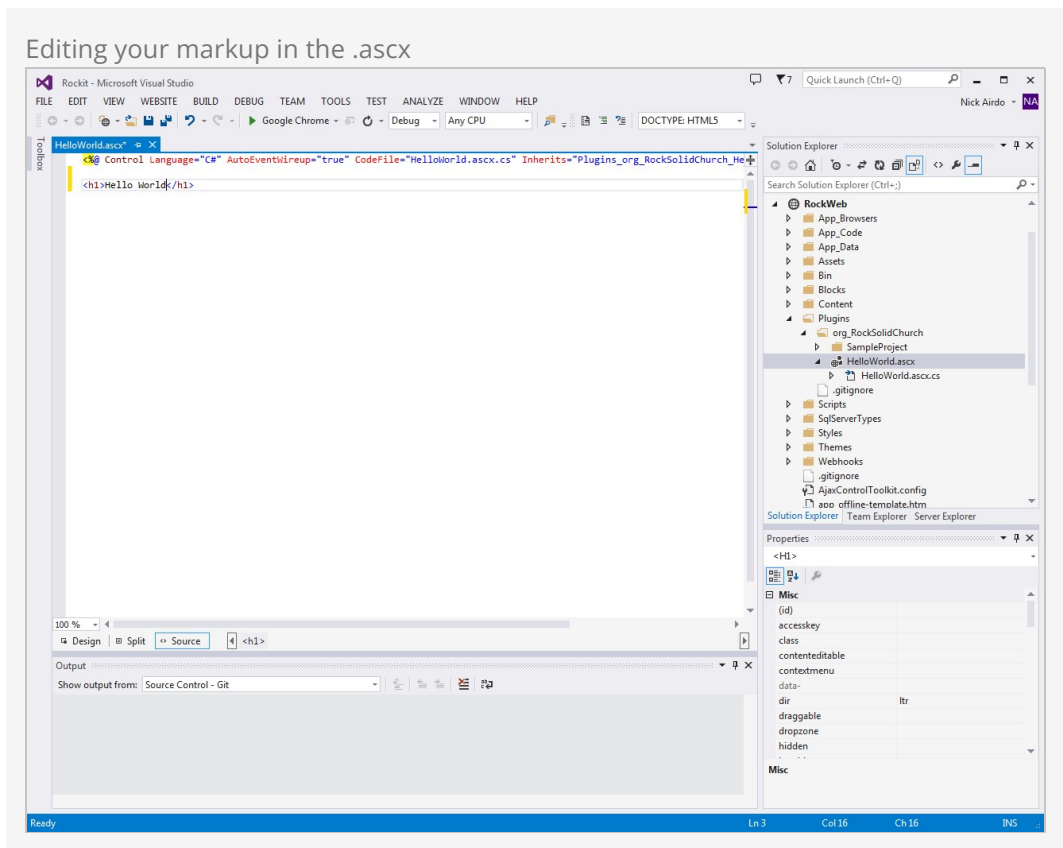 Editing your markup in the .ascx
Rockit - Microsoft Visual Studio
7 Quick Launch (Ctrl+Q)
FILE EDIT VIEW WEBSITE BUILD DEBUG TEAM TOOLS TEST ANALYZE WINDOW HELP
Nick Airdo NA
Google Chrome Debug Any CPU DOCTYPE: HTML5
Toolbox
HelloWorld.ascx*
<%@ Control Language="C#" AutoEventWireup="true" CodeFile="HelloWorld.ascx.cs" Inherits="Plugins_org_RockSolidChurch_He
<h1>Hello World</h1>
100 %
Design Split Source <h1>
Output
Show output from: Source Control - Git
Solution Explorer
Search Solution Explorer (Ctrl+;)
RockWeb
App_Browsers
App_Code
App_Data
Assets
Bin
Blocks
Content
Plugins
org_RockSolidChurch
SampleProject
HelloWorld.ascx
HelloWorld.ascx.cs
.gitignore
Scripts
SqlServerTypes
Styles
Themes
Webhooks
.gitignore
AjaxControlToolkit.config
app_offline-template.htm
Solution Explorer Team Explorer Server Explorer
Properties
<H1>
Misc
(id)
accesskey
class
contenteditable
contextmenu
data-
dir ltr
draggable
dropzone
hidden
Misc
Ready Ln 3 Col 16 Ch 16 INS